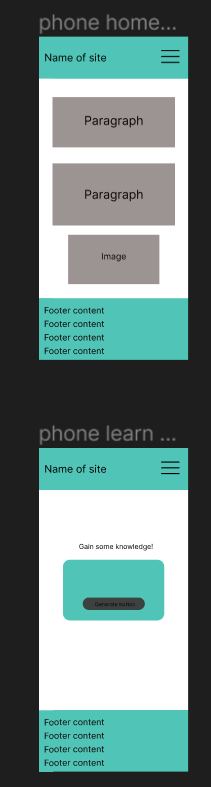 phone home...
Name of site
Paragraph
Paragraph
Image
Footer content
Footer content
Footer content
Footer content
phone learn ...
Name of site
Gain some knowledge!
Generate button
Footer content
Footer content
Footer content
Footer content